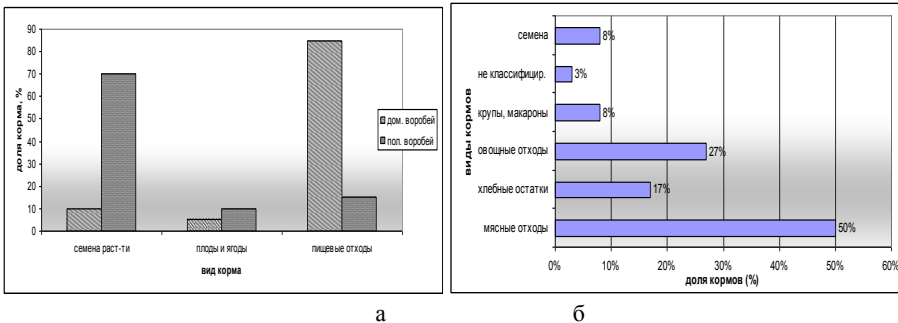 90
80
70
60
50
40
30
20
10
0
доля корма, %
семена раст-ти
плоды и ягоды
пищевые отходы
вид корма
дом. воробей
пол. воробей
а
виды кормов
семена
8%
не классифицир.
3%
крупы, макароны
8%
овощные отходы
27%
хлебные остатки
17%
мясные отходы
50%
0% 10% 20% 30% 40% 50% 60%
доля кормов (%)
б